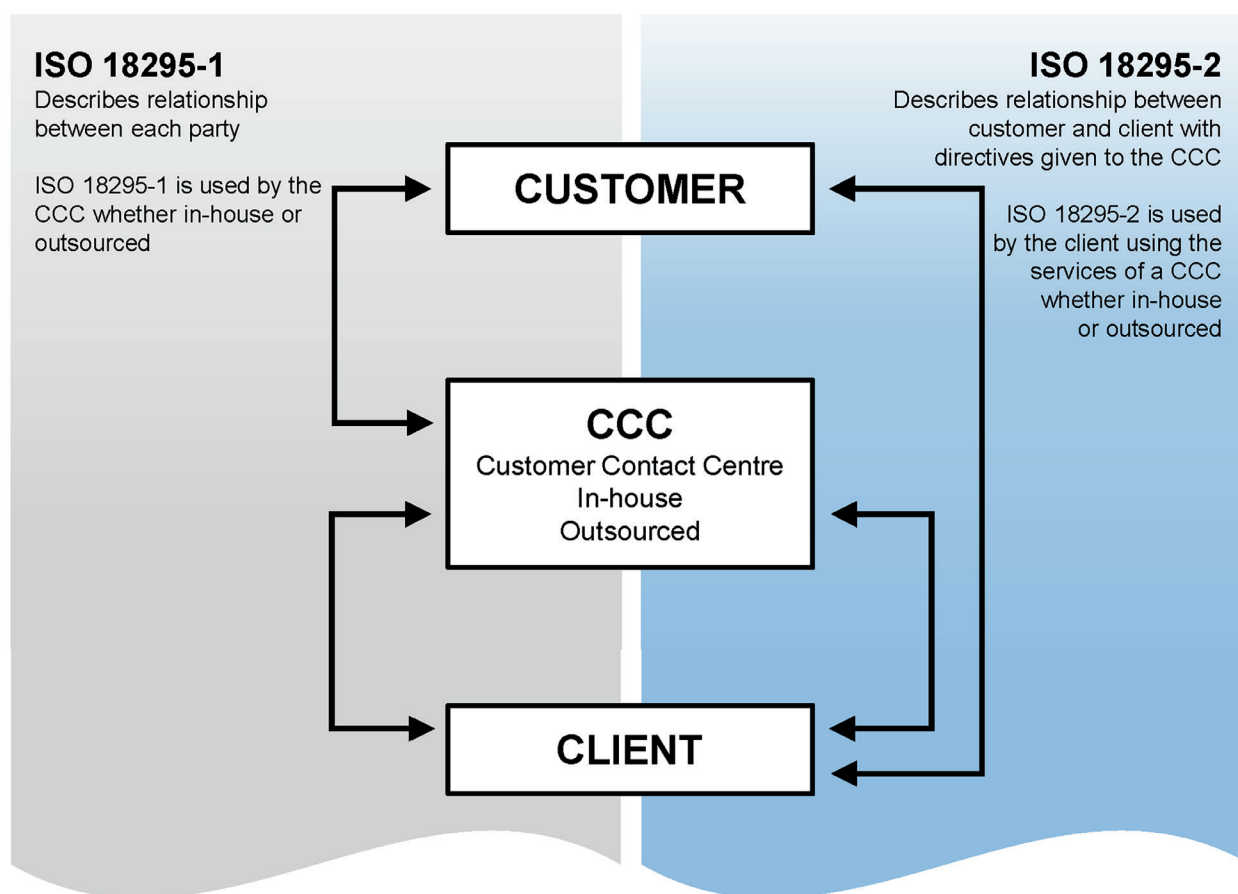 ISO 18295-1
Describes relationship
between each party
ISO 18295-1 is used by the
CCC whether in-house or
outsourced
ISO 18295-2
Describes relationship between
customer and client with
directives given to the CCC
ISO 18295-2 is used
by the client using the
services of a CCC
whether in-house
or outsourced
CUSTOMER
CCC
Customer Contact Centre
In-house
Outsourced
CLIENT